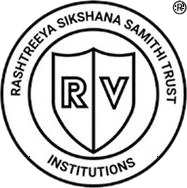 RASHTREEYA SIKSHANA SAMITHI TRUST
RV
INSTITUTIONS